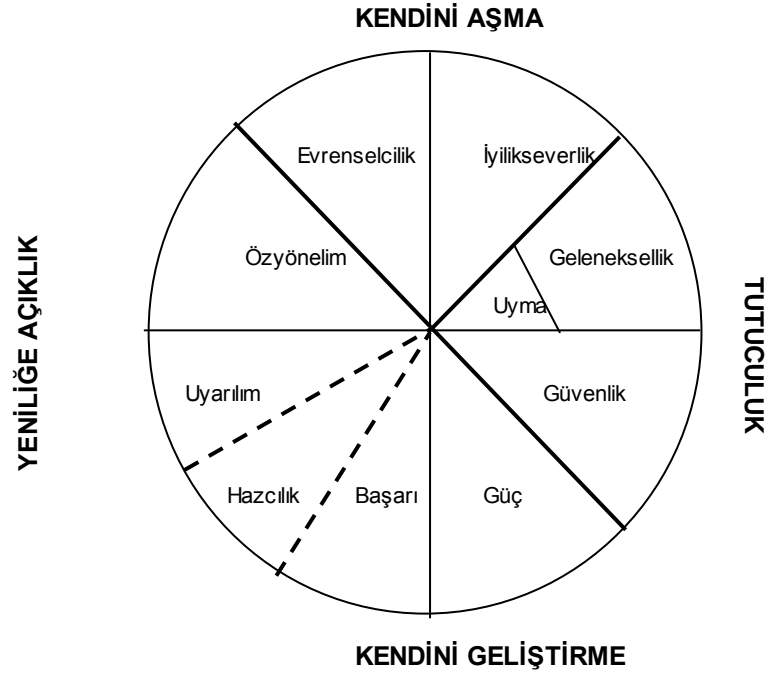 KENDİNİ AŞMA
Evrenselcilik
İyilikseverlik
Özyönelim
Geleneksellik
Uyma
YENİLİĞE AÇIKLIK
TUTUCULUK
Uyarılım
Güvenlik
Hazcılık
Başarı
Güç
KENDİNİ GELİŞTİRME